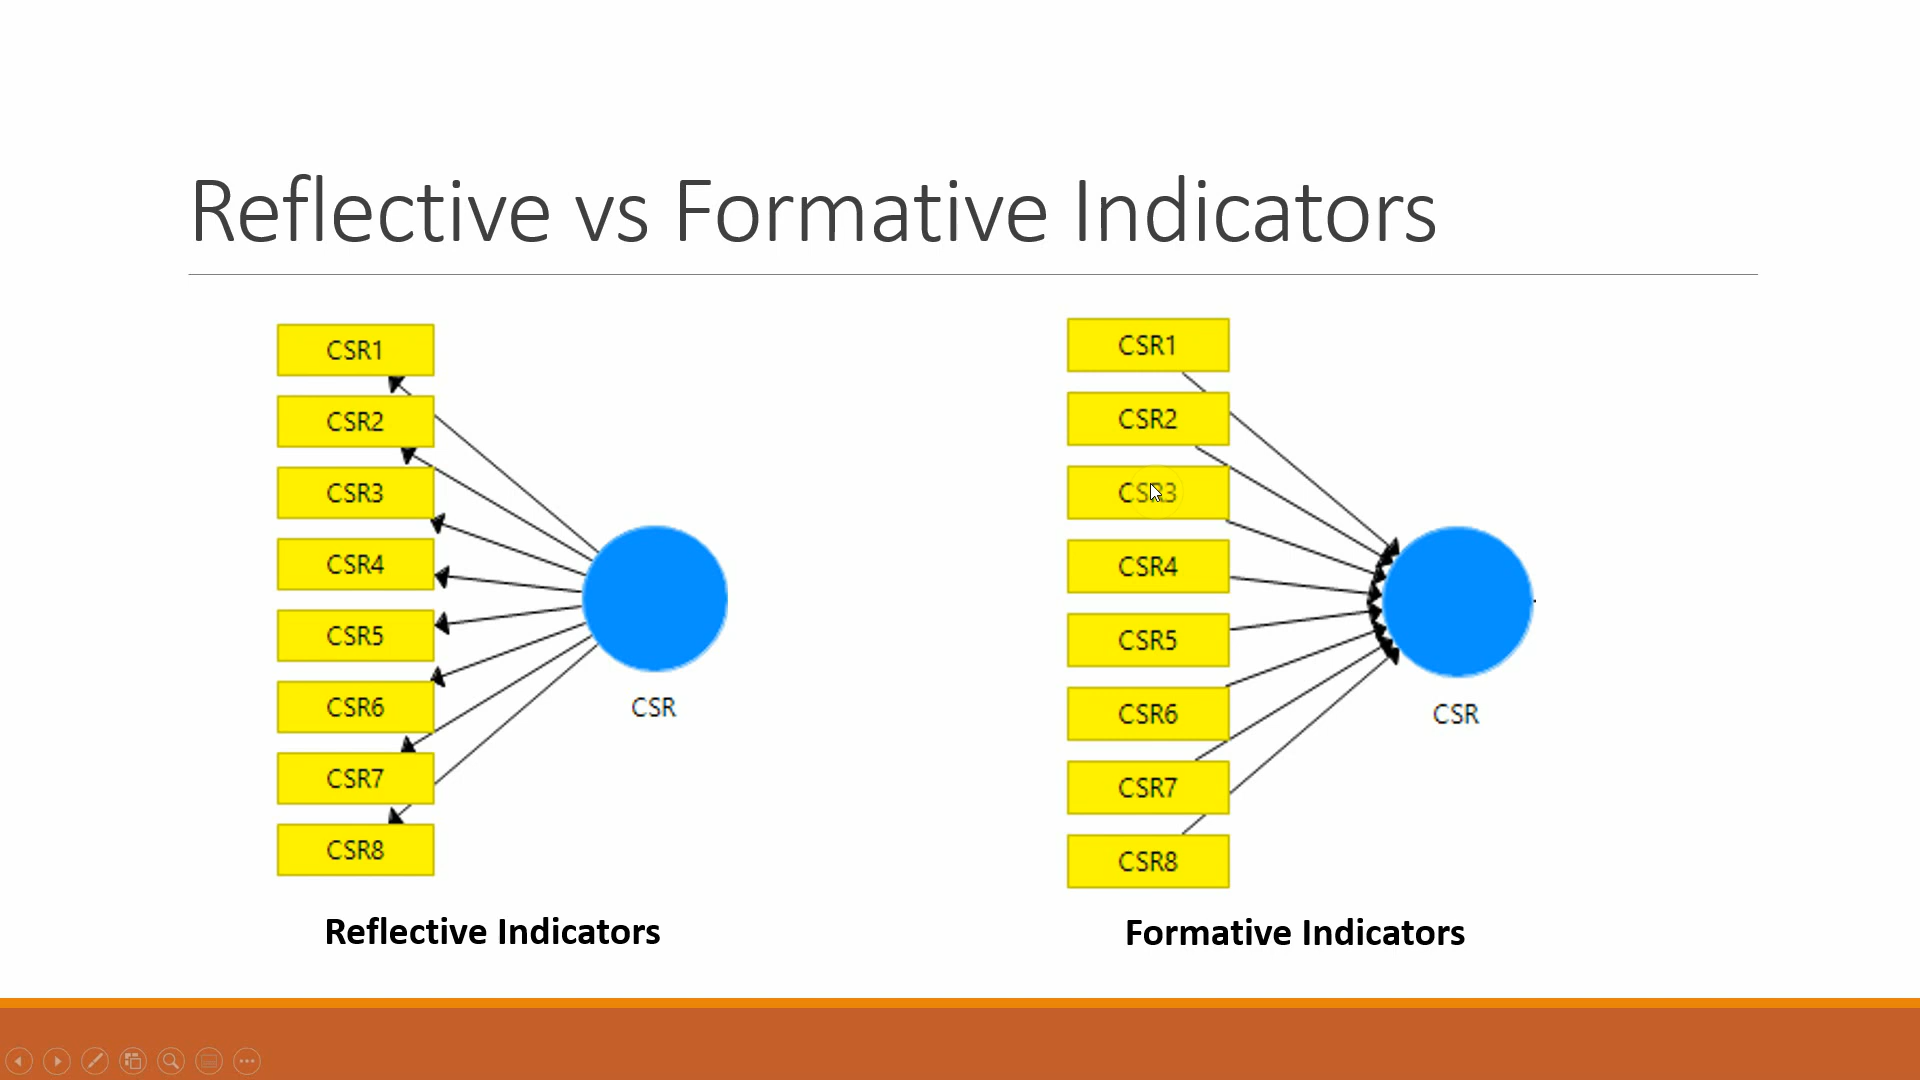 Reflective vs Formative Indicators
CSR1
CSR2
CSR3
CSR4
CSR5
CSR6
CSR7
CSR8
CSR
Reflective Indicators
CSR1
CSR2
CSR3
CSR4
CSR5
CSR6
CSR7
CSR8
CSR
Formative Indicators